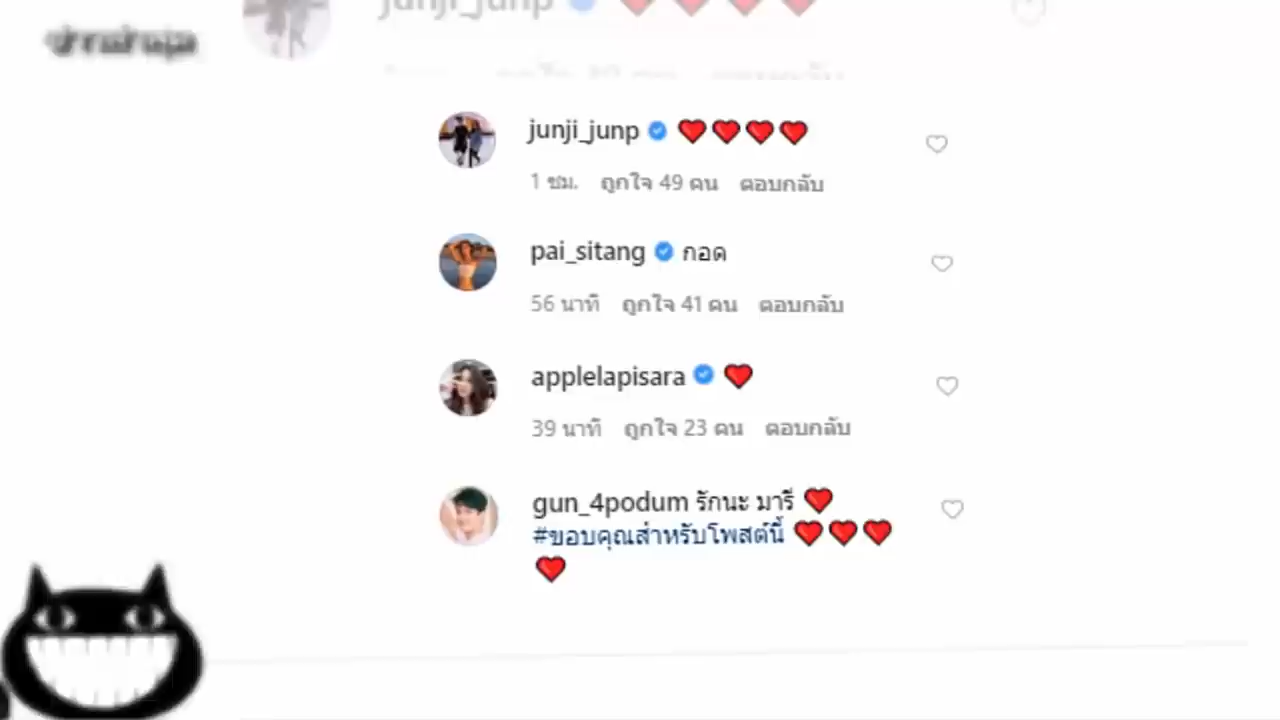 junji_junp ❤❤❤❤
junji_junp ❤❤❤❤
1 ชม. ถูกใจ 49 คน ตอบกลับ
pai_sitang กอด
56 นาที ถูกใจ 41 คน ตอบกลับ
applelapisara ❤
39 นาที ถูกใจ 23 คน ตอบกลับ
gun_4podum รักนะ มารี ❤
#ขอบคุณสำหรับโพสต์นี้ ❤❤❤
❤